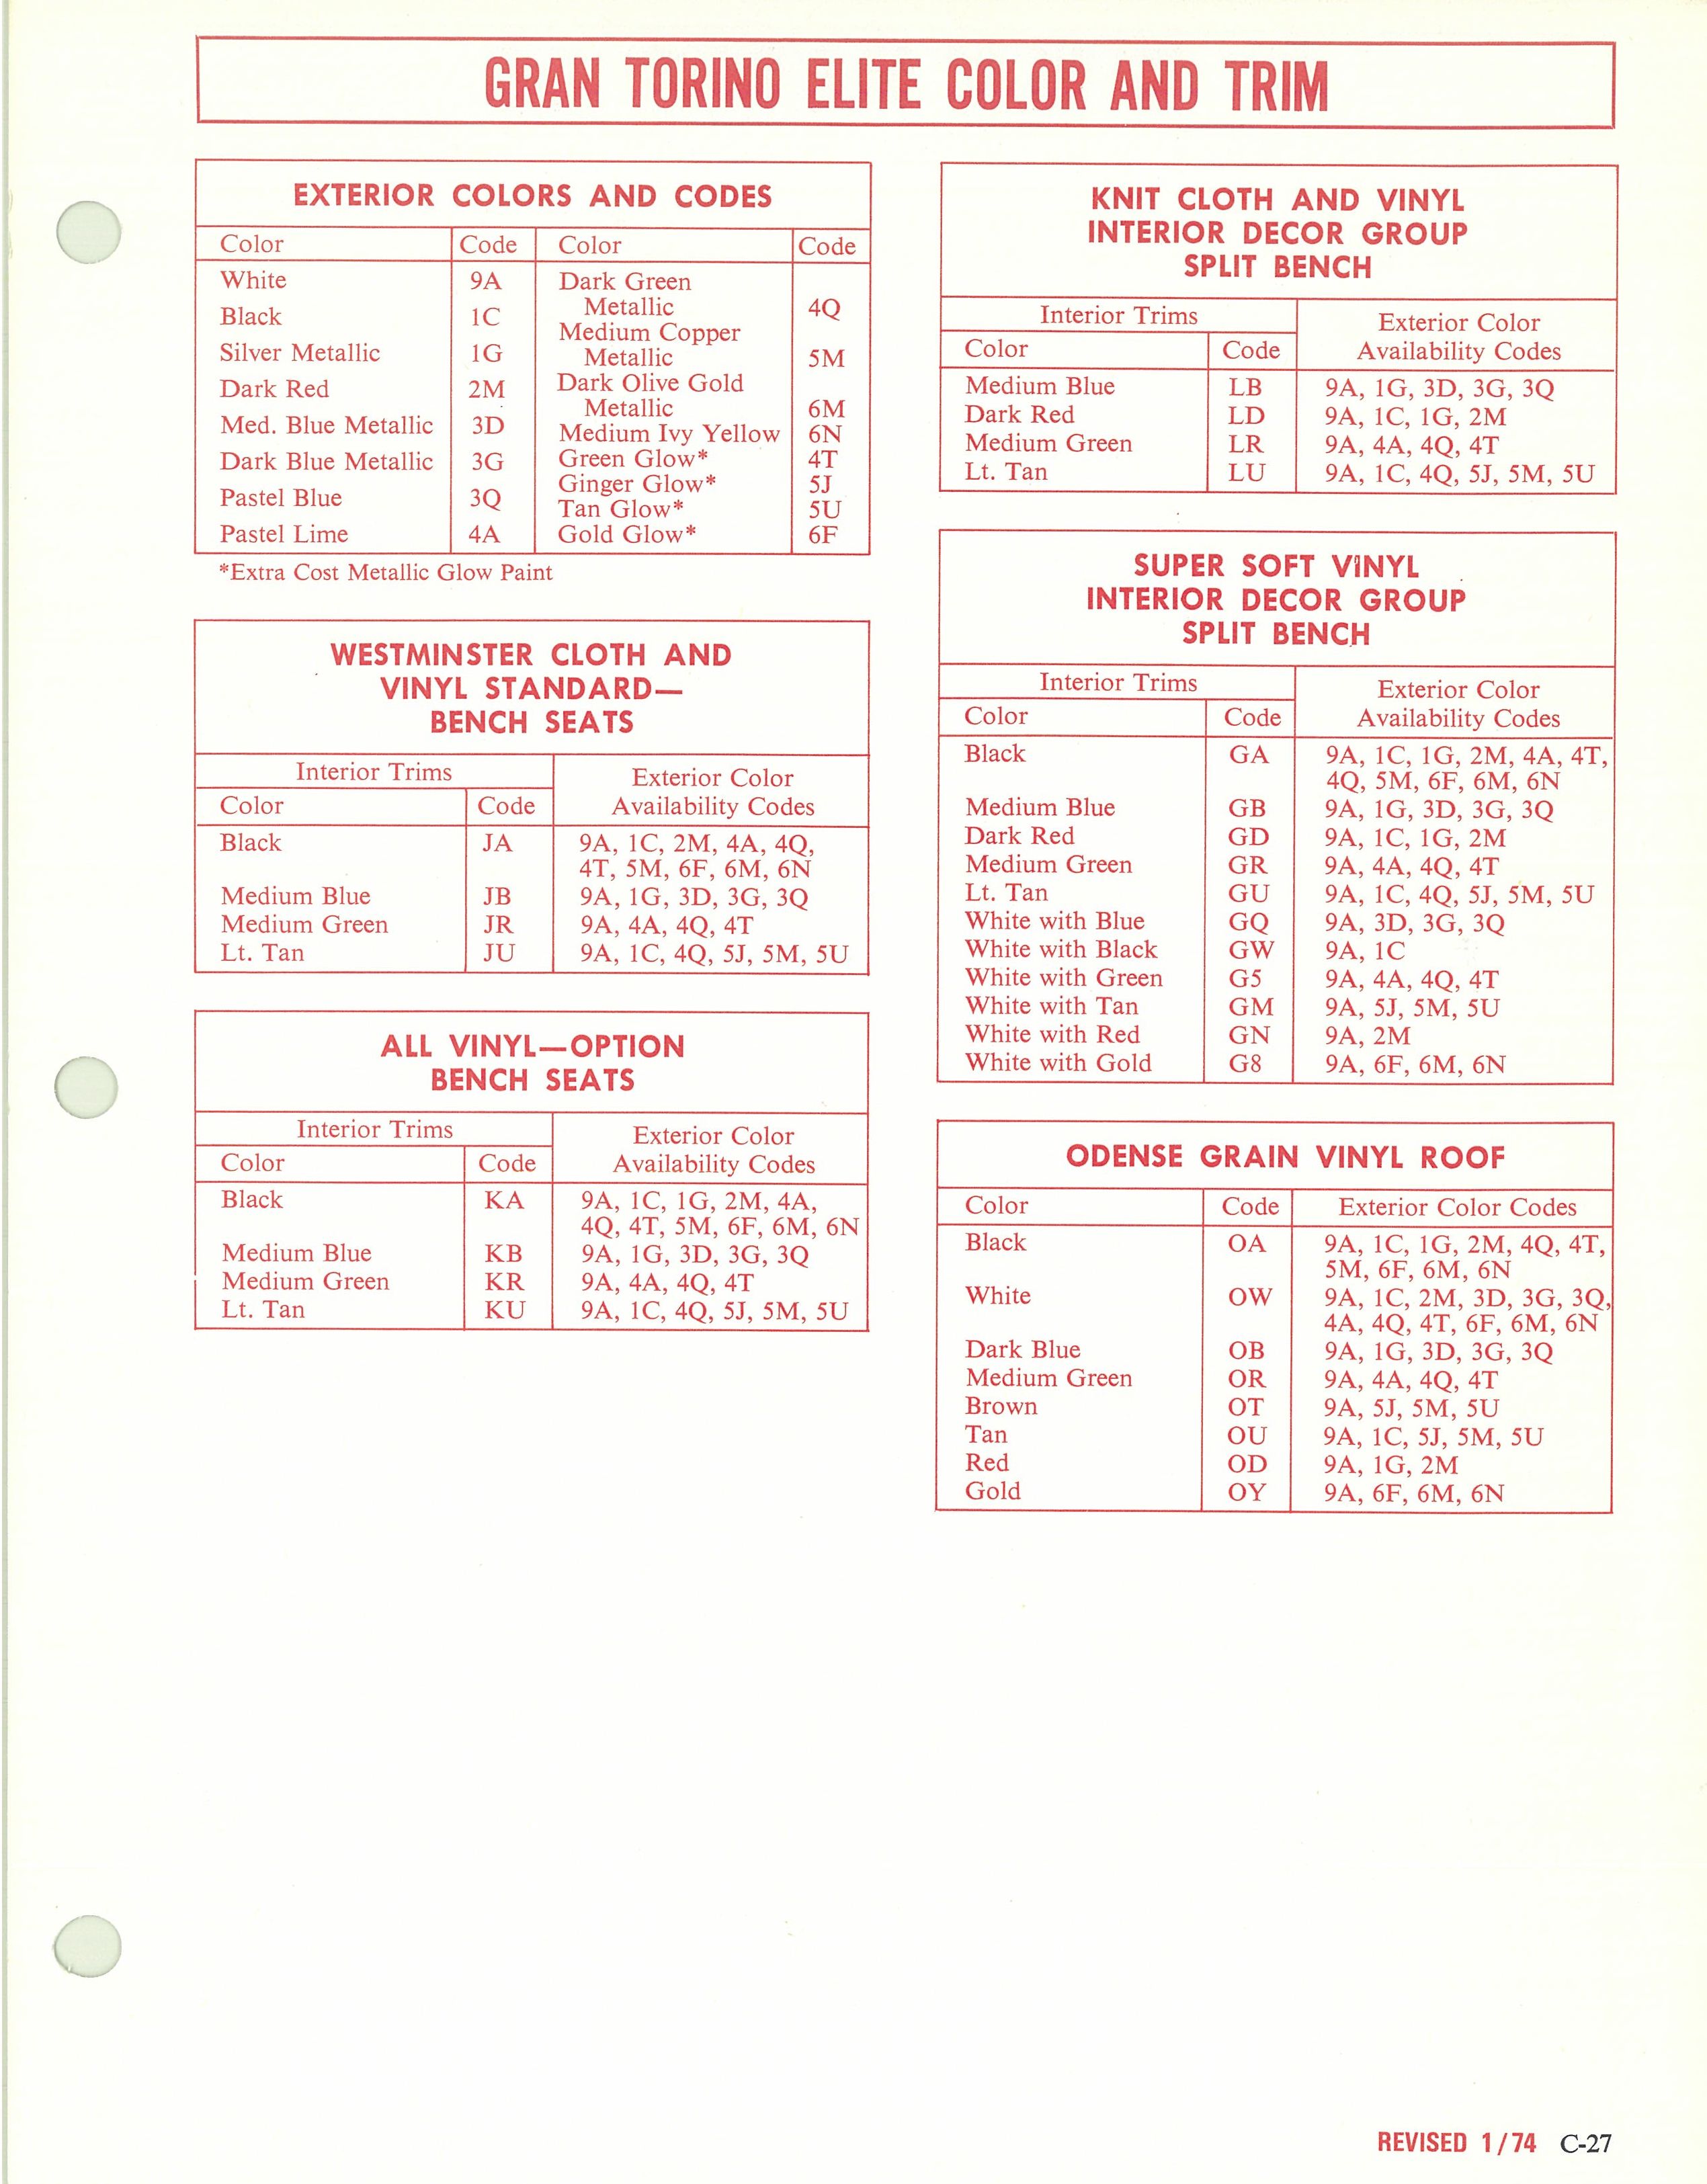 GRAN TORINO ELITE COLOR AND TRIM
EXTERIOR COLORS AND CODES
Color Code Color Code
White 9A Dark Green
Metallic 4Q
Black 1C Medium Copper
Silver Metallic 1G Metallic 5M
Dark Red 2M Dark Olive Gold
Metallic 6M
Med. Blue Metallic 3D Medium Ivy Yellow 6N
Dark Blue Metallic 3G Green Glow* 4T
Ginger Glow* 5J
Pastel Blue 3Q Tan Glow* 5U
Pastel Lime 4A Gold Glow* 6F
*Extra Cost Metallic Glow Paint
WESTMINSTER CLOTH AND
VINYL STANDARD—
BENCH SEATS
Interior Trims Exterior Color
Color Code Availability Codes
Black JA 9A, 1C, 2M, 4A, 4Q,
4T, 5M, 6F, 6M, 6N
Medium Blue JB 9A, 1G, 3D, 3G, 3Q
Medium Green JR 9A, 4A, 4Q, 4T
Lt. Tan JU 9A, 1C, 4Q, 5J, 5M, 5U
ALL VINYL—OPTION
BENCH SEATS
Interior Trims Exterior Color
Color Code Availability Codes
Black KA 9A, 1C, 1G, 2M, 4A,
4Q, 4T, 5M, 6F, 6M, 6N
Medium Blue KB 9A, 1G, 3D, 3G, 3Q
Medium Green KR 9A, 4A, 4Q, 4T
Lt. Tan KU 9A, 1C, 4Q, 5J, 5M, 5U
KNIT CLOTH AND VINYL
INTERIOR DECOR GROUP
SPLIT BENCH
Interior Trims Exterior Color
Color Code Availability Codes
Medium Blue LB 9A, 1G, 3D, 3G, 3Q
Dark Red LD 9A, 1C, 1G, 2M
Medium Green LR 9A, 4A, 4Q, 4T
Lt. Tan LU 9A, 1C, 4Q, 5J, 5M, 5U
SUPER SOFT VINYL
INTERIOR DECOR GROUP
SPLIT BENCH
Interior Trims Exterior Color
Color Code Availability Codes
Black GA 9A, 1C, 1G, 2M, 4A, 4T,
4Q, 5M, 6F, 6M, 6N
Medium Blue GB 9A, 1G, 3D, 3G, 3Q
Dark Red GD 9A, 1C, 1G, 2M
Medium Green GR 9A, 4A, 4Q, 4T
Lt. Tan GU 9A, 1C, 4Q, 5J, 5M, 5U
White with Blue GQ 9A, 3D, 3G, 3Q
White with Black GW 9A, 1C
White with Green G5 9A, 4A, 4Q, 4T
White with Tan GM 9A, 5J, 5M, 5U
White with Red GN 9A, 2M
White with Gold G8 9A, 6F, 6M, 6N
ODENSE GRAIN VINYL ROOF
Color Code Exterior Color Codes
Black OA 9A, 1C, 1G, 2M, 4Q, 4T,
5M, 6F, 6M, 6N
White OW 9A, 1C, 2M, 3D, 3G, 3Q,
4A, 4Q, 4T, 6F, 6M, 6N
Dark Blue OB 9A, 1G, 3D, 3G, 3Q
Medium Green OR 9A, 4A, 4Q, 4T
Brown OT 9A, 5J, 5M, 5U
Tan OU 9A, 1C, 5J, 5M, 5U
Red OD 9A, 1G, 2M
Gold OY 9A, 6F, 6M, 6N
REVISED 1/74 C-27